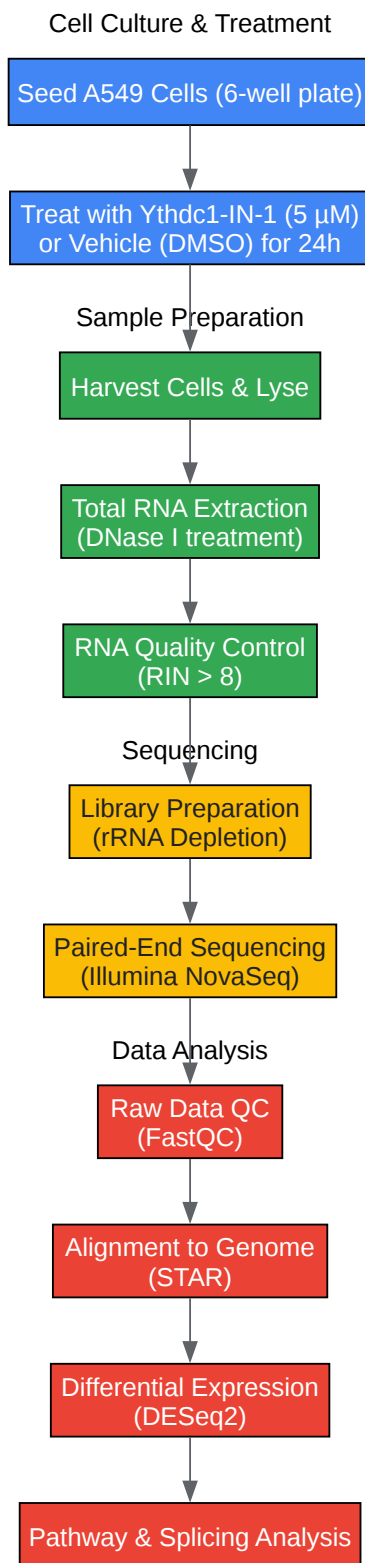 Cell Culture & Treatment
Seed A549 Cells (6-well plate)
Treat with Ythdc1-IN-1 (5 µM)
or Vehicle (DMSO) for 24h
Sample Preparation
Harvest Cells & Lyse
Total RNA Extraction
(DNase I treatment)
RNA Quality Control
(RIN > 8)
Sequencing
Library Preparation
(rRNA Depletion)
Paired-End Sequencing
(Illumina NovaSeq)
Data Analysis
Raw Data QC
(FastQC)
Alignment to Genome
(STAR)
Differential Expression
(DESeq2)
Pathway & Splicing Analysis